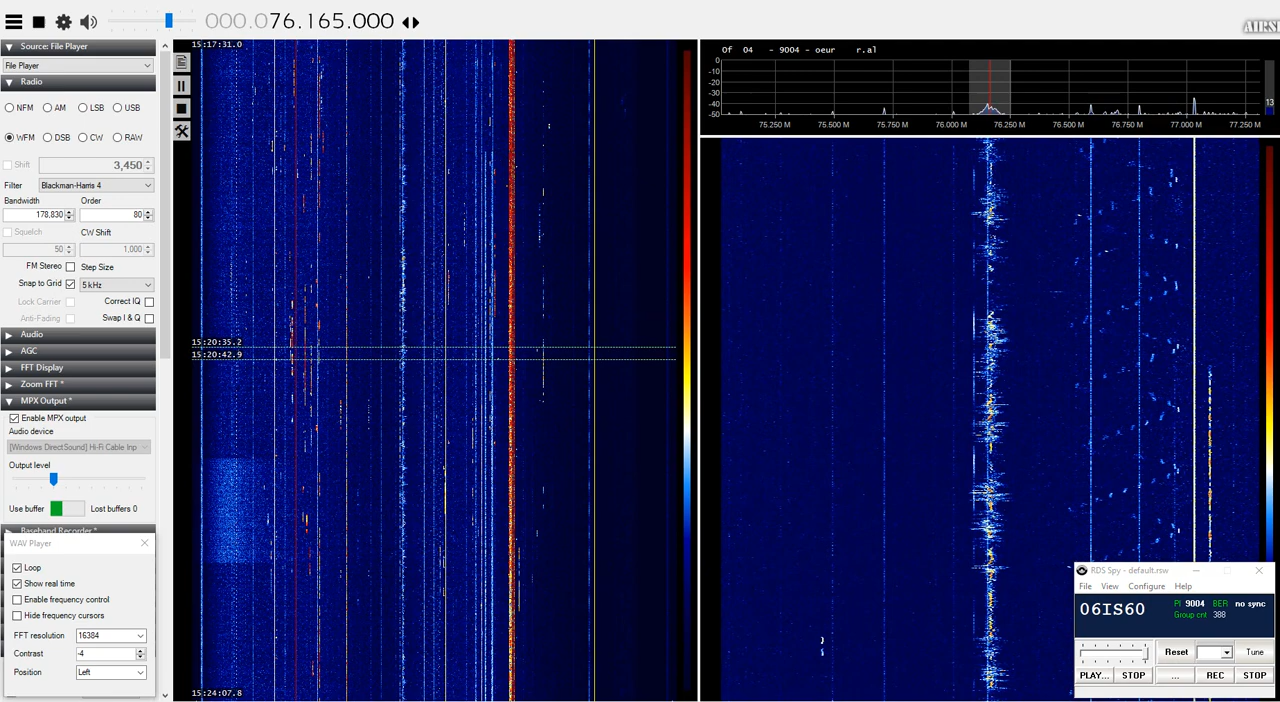 000.076.165.000
AIRS
Source: File Player
File Player
Radio
NFM AM LSB USB
WFM DSB CW RAW
Shift 3,450
Filter Blackman-Harris 4
Bandwidth Order
178,830 80
Squelch CW Shift
50 1,000
FM Stereo Step Size
Snap to Grid 5 kHz
Lock Carrier Correct IQ
Anti-Fading Swap I & Q
Audio
AGC
FFT Display
Zoom FFT *
MPX Output *
Enable MPX output
Audio device
[Windows DirectSound] Hi-Fi Cable Inp
Output level
Use buffer Lost buffers 0
Baseband Recorder *
WAV Player
Loop
Show real time
Enable frequency control
Hide frequency cursors
FFT resolution 16384
Contrast -4
Position Left
15:17:31.0
15:20:35.2
15:20:42.9
15:24:07.8
Of 04 - 9004 - oeur r.al
0
-10
-20
-30
-40
-50
13
75.250 M 75.500 M 75.750 M 76.000 M 76.250 M 76.500 M 76.750 M 77.000 M 77.250 M
RDS Spy - default.rsw
File View Configure Help
06IS60
PI 9004 BER no sync
Group cnt 388
Reset Tune
PLAY... STOP ... REC STOP